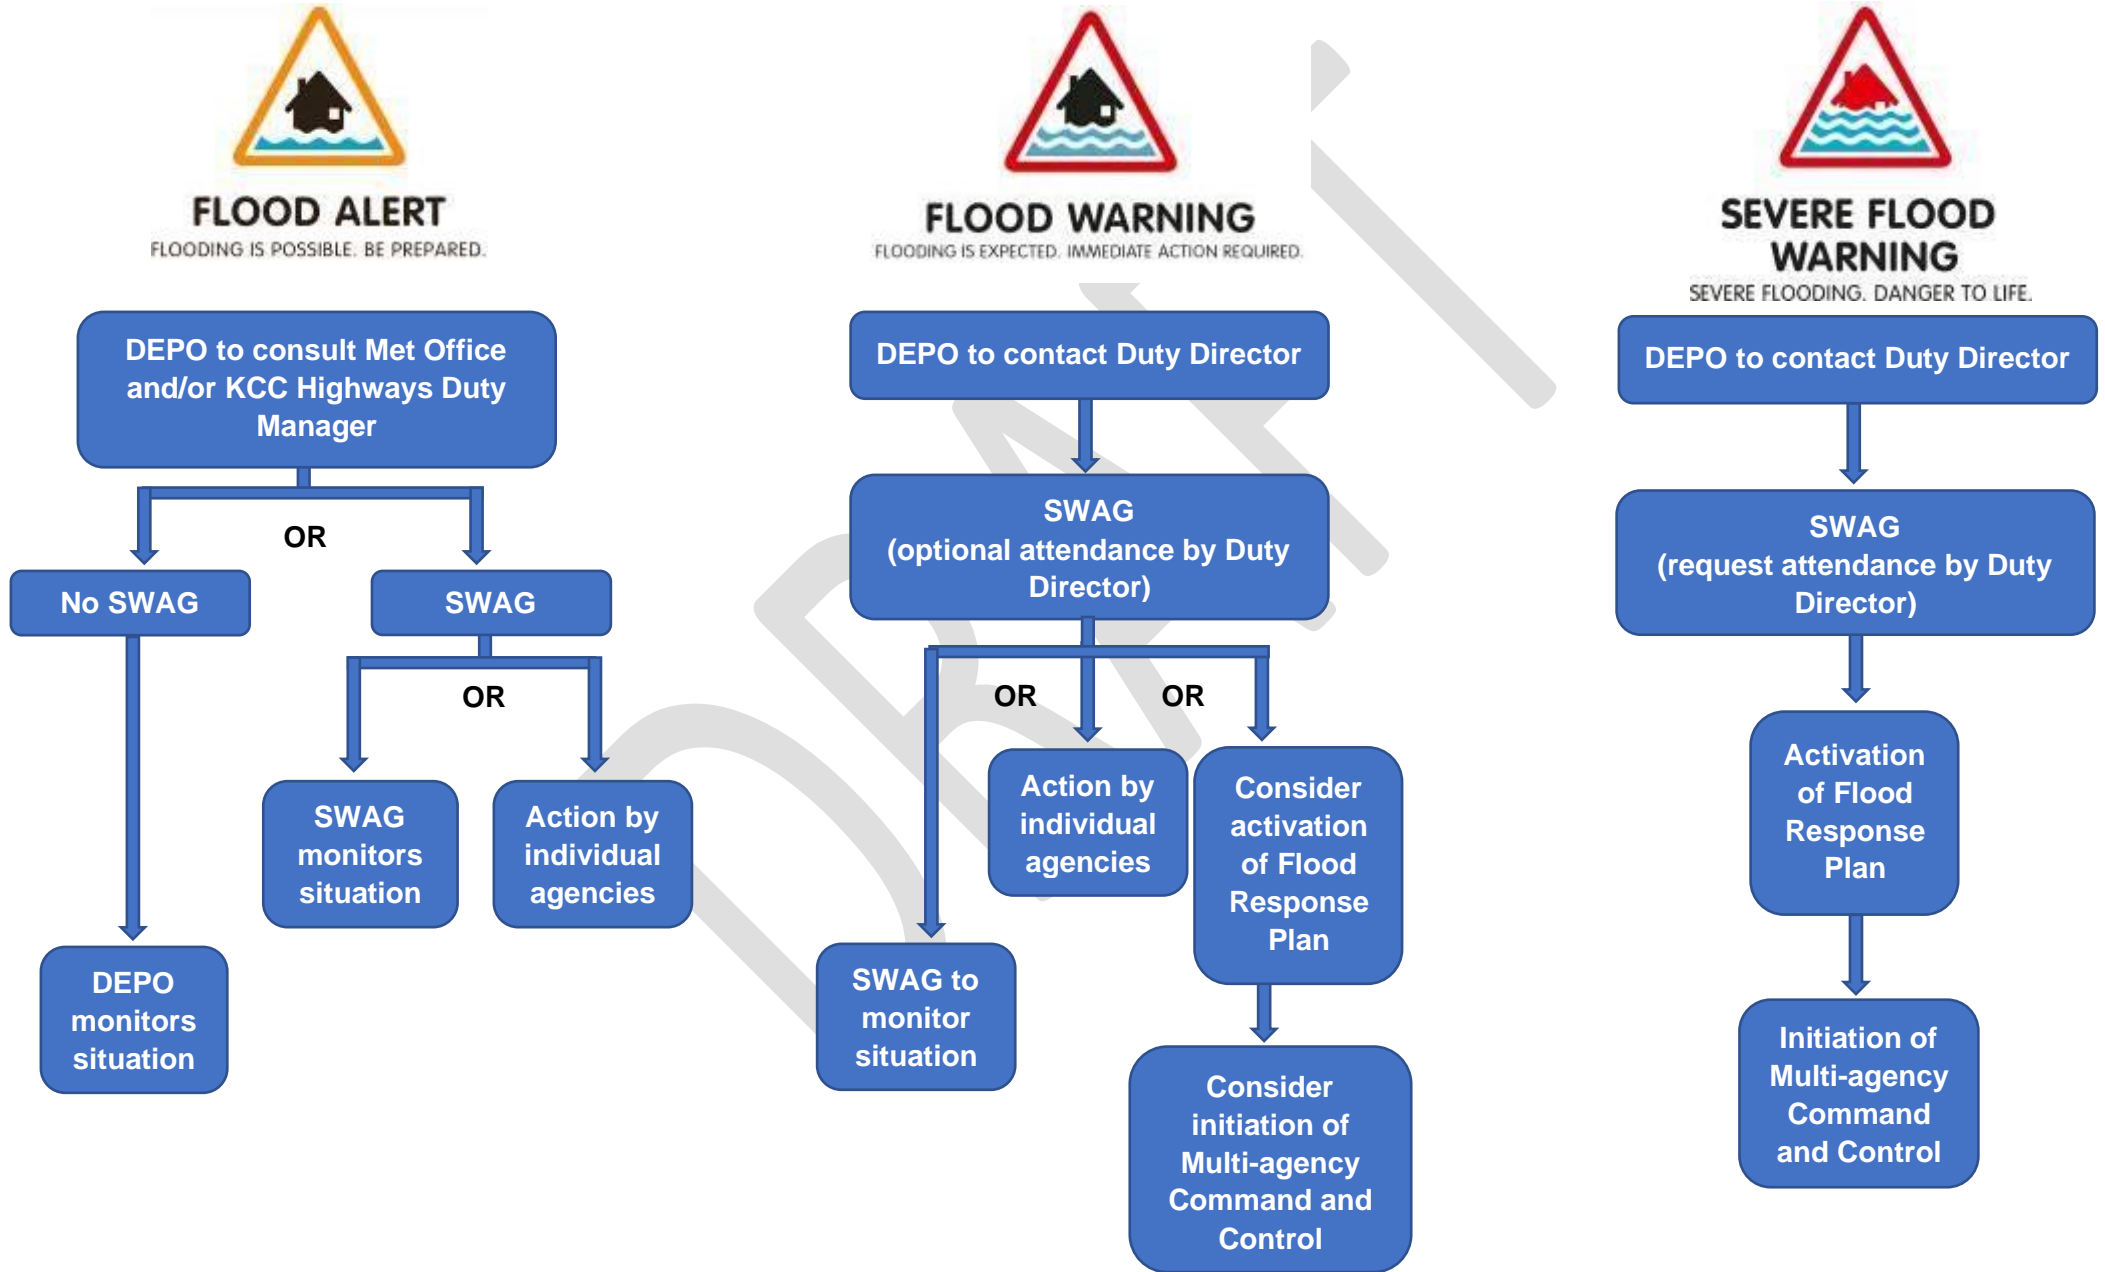 FLOOD ALERT
FLOODING IS POSSIBLE. BE PREPARED.
DEPO to consult Met Office
and/or KCC Highways Duty
Manager
OR
No SWAG
SWAG
OR
SWAG
monitors
situation
Action by
individual
agencies
DEPO
monitors
situation
FLOOD WARNING
FLOODING IS EXPECTED. IMMEDIATE ACTION REQUIRED.
DEPO to contact Duty Director
SWAG
(optional attendance by Duty
Director)
OR
OR
Action by
individual
agencies
Consider
activation
of Flood
Response
Plan
SWAG to
monitor
situation
Consider
initiation of
Multi-agency
Command and
Control
SEVERE FLOOD
WARNING
SEVERE FLOODING. DANGER TO LIFE.
DEPO to contact Duty Director
SWAG
(request attendance by Duty
Director)
Activation
of Flood
Response
Plan
Initiation of
Multi-agency
Command
and Control
DRAFT